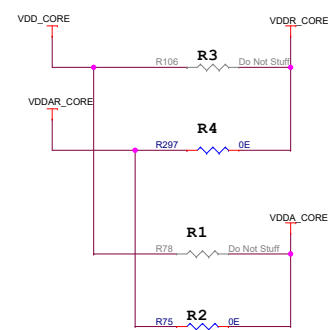 VDD_CORE
VDDR_CORE
R3
R106
Do Not Stuff
VDDAR_CORE
R4
R297
0E
VDDA_CORE
R1
R78
Do Not Stuff
R2
R75
0E